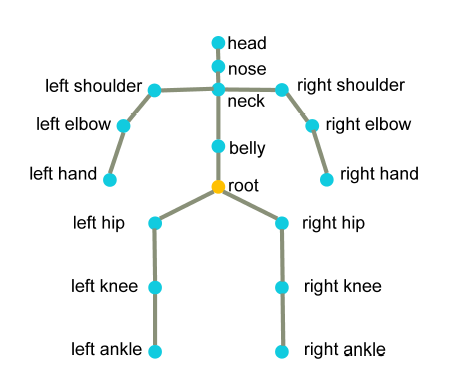 head
nose
left shoulder
right shoulder
neck
left elbow
right elbow
belly
left hand
right hand
root
left hip
right hip
left knee
right knee
left ankle
right ankle